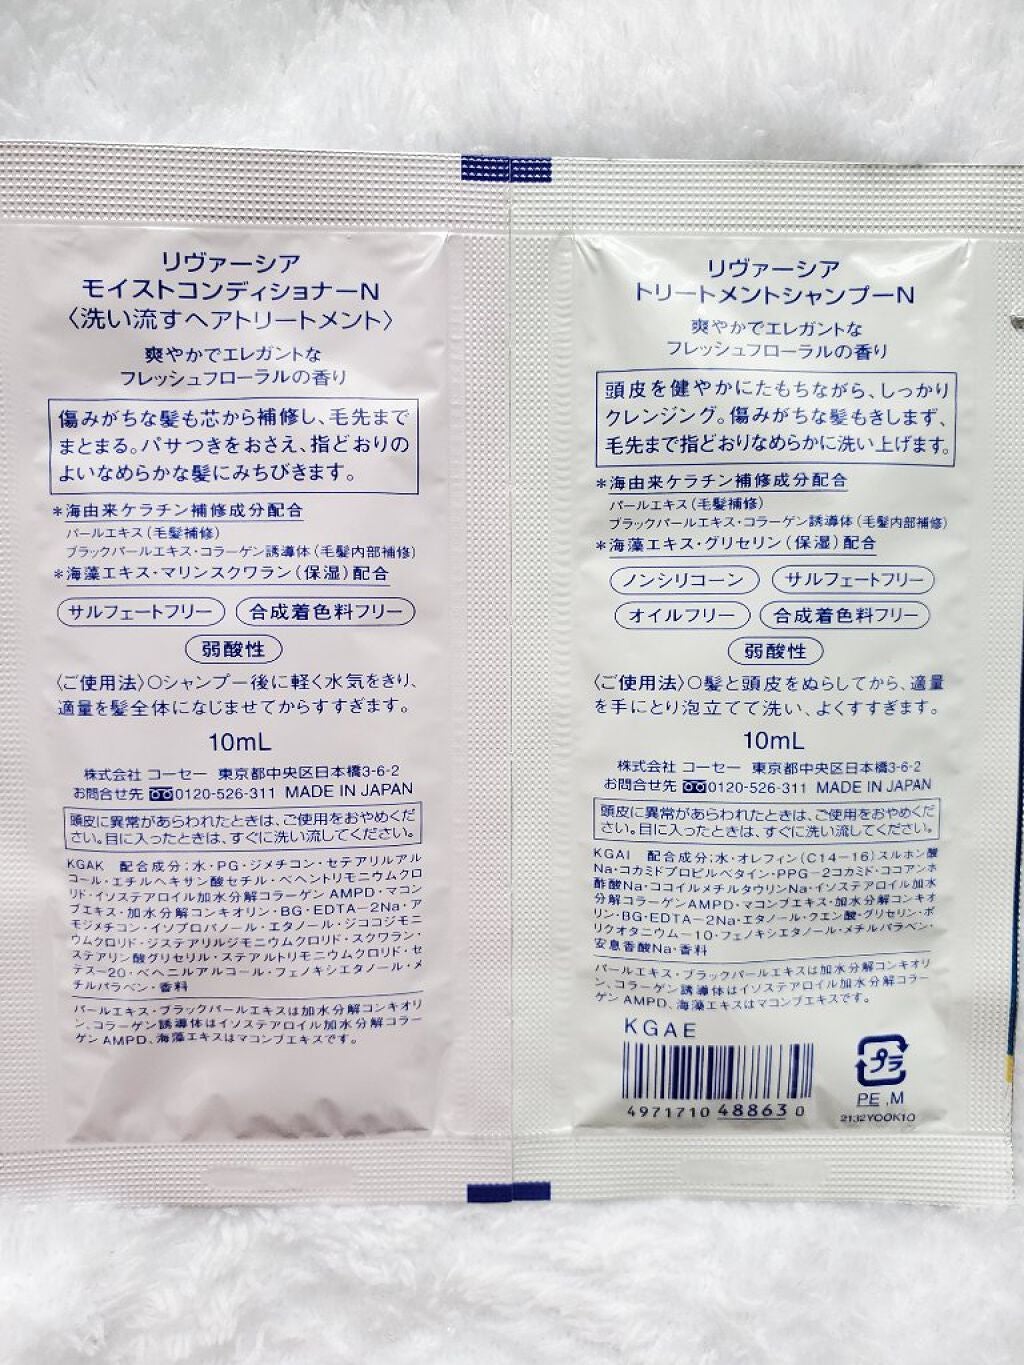 リヴァーシア
モイストコンディショナーN
〈洗い流すヘアトリートメント〉
爽やかでエレガントな
フレッシュフローラルの香り
傷みがちな髪も芯から補修し、毛先まで
まとまる。パサつきをおさえ、指どおりの
よいなめらかな髪にみちびきます。
*海由来ケラチン補修成分配合
パールエキス(毛髪補修)
ブラックパールエキス・コラーゲン誘導体(毛髪内部補修)
*海藻エキス・マリンスクワラン(保湿)配合
サルフェートフリー 合成着色料フリー
弱酸性
〈ご使用法〉○シャンプー後に軽く水気をきり、
適量を髪全体になじませてからすすぎます。
10mL
株式会社 コーセー 東京都中央区日本橋3-6-2
お問合せ先 0120-526-311 MADE IN JAPAN
頭皮に異常があらわれたときは、ご使用をおやめくだ
さい。目に入ったときは、すぐに洗い流してください。
KGAK 配合成分;水・PG・ジメチコン・セテアリルアル
コール・エチルヘキサン酸セチル・ベヘントリモニウムクロ
リド・イソステアロイル加水分解コラーゲンAMPD・マコン
ブエキス・加水分解コンキオリン・BG・EDTA-2Na・ア
モジメチコン・イソプロパノール・エタノール・ジココジモニ
ウムクロリド・ジステアリルジモニウムクロリド・スクワラン・
ステアリン酸グリセリル・ステアルトリモニウムクロリド・セ
テス-20・ベヘニルアルコール・フェノキシエタノール・メ
チルパラベン・香料
パールエキス・ブラックパールエキスは加水分解コンキオリ
ン、コラーゲン誘導体はイソステアロイル加水分解コラー
ゲンAMPD、海藻エキスはマコンブエキスです。
リヴァーシア
トリートメントシャンプーN
爽やかでエレガントな
フレッシュフローラルの香り
頭皮を健やかにたもちながら、しっかり
クレンジング。傷みがちな髪もきしまず、
毛先まで指どおりなめらかに洗い上げます。
*海由来ケラチン補修成分配合
パールエキス(毛髪補修)
ブラックパールエキス・コラーゲン誘導体(毛髪内部補修)
*海藻エキス・グリセリン(保湿)配合
ノンシリコーン サルフェートフリー
オイルフリー 合成着色料フリー
弱酸性
〈ご使用法〉○髪と頭皮をぬらしてから、適量
を手にとり泡立てて洗い、よくすすぎます。
10mL
株式会社 コーセー 東京都中央区日本橋3-6-2
お問合せ先 0120-526-311 MADE IN JAPAN
頭皮に異常があらわれたときは、ご使用をおやめくだ
さい。目に入ったときは、すぐに洗い流してください。
KGAI 配合成分;水・オレフィン(C14-16)スルホン酸
Na・コカミドプロピルベタイン・PPG-2コカミド・ココアンホ
酢酸Na・ココイルメチルタウリンNa・イソステアロイル加水
分解コラーゲンAMPD・マコンブエキス・加水分解コンキオ
リン・BG・EDTA-2Na・エタノール・クエン酸・グリセリン・ポ
リクオタニウム-10・フェノキシエタノール・メチルパラベン・
安息香酸Na・香料
パールエキス・ブラックパールエキスは加水分解コンキオリ
ン、コラーゲン誘導体はイソステアロイル加水分解コラー
ゲンAMPD、海藻エキスはマコンブエキスです。
KGAE
4971710 488630
プラ
PE,M
2132YOOK10